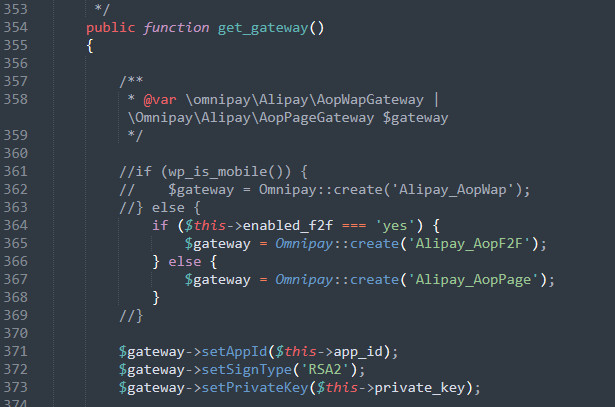 353 */
354 public function get_gateway()
355 {
356
357 /**
358 * @var \omnipay\Alipay\AopWapGateway |
\Omnipay\Alipay\AopPageGateway $gateway
359 */
360
361 //if (wp_is_mobile()) {
362 //    $gateway = Omnipay::create('Alipay_AopWap');
363 //} else {
364 if ($this->enabled_f2f === 'yes') {
365 $gateway = Omnipay::create('Alipay_AopF2F');
366 } else {
367 $gateway = Omnipay::create('Alipay_AopPage');
368 }
369 //}
370
371 $gateway->setAppId($this->app_id);
372 $gateway->setSignType('RSA2');
373 $gateway->setPrivateKey($this->private_key);
374